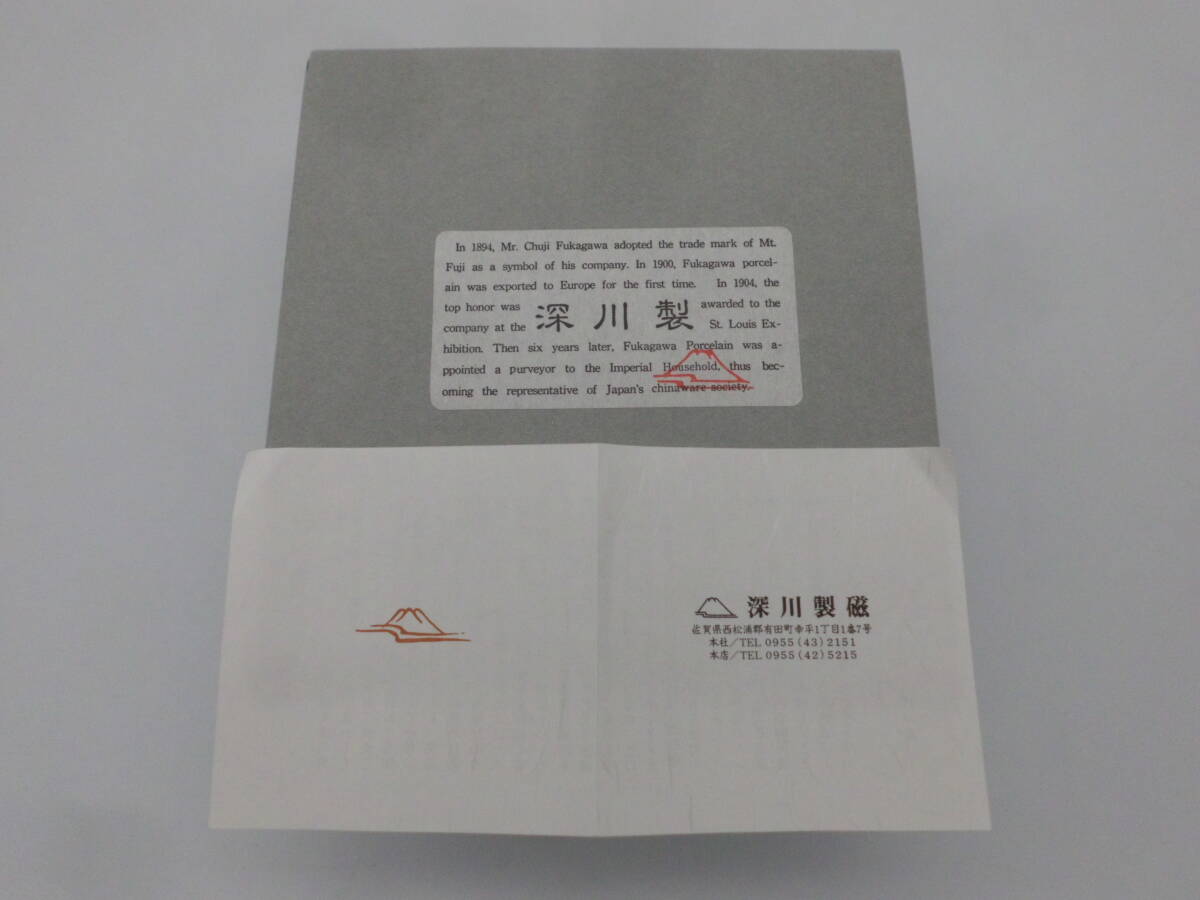 In 1894, Mr. Chuji Fukagawa adopted the trade mark of Mt.
Fuji as a symbol of his company. In 1900, Fukagawa porcel-
ain was exported to Europe for the first time. In 1904, the
top honor was 深川製 awarded to the
company at the St. Louis Ex-
hibition. Then six years later, Fukagawa Porcelain was a-
ppointed a purveyor to the Imperial Household, thus bec-
oming the representative of Japan's chinaware society.
深川製磁
佐賀県西松浦郡有田町幸平1丁目1番7号
本社/TEL 0955(43)2151
本店/TEL 0955(42)5215